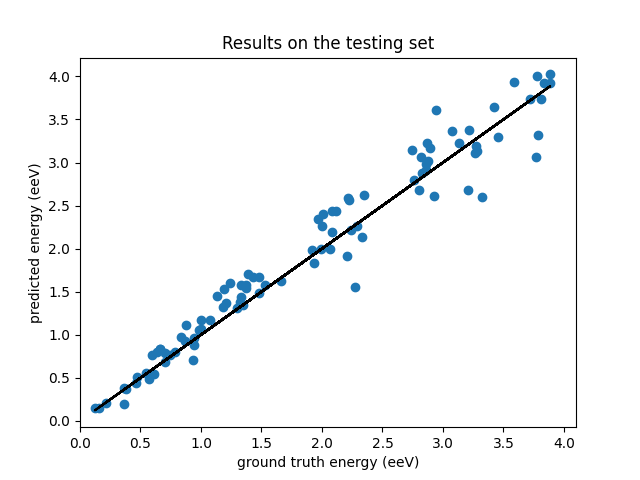 Results on the testing set
4.0
3.5
3.0
2.5
2.0
1.5
1.0
0.5
0.0
predicted energy (eeV)
0.0 0.5 1.0 1.5 2.0 2.5 3.0 3.5 4.0
ground truth energy (eeV)